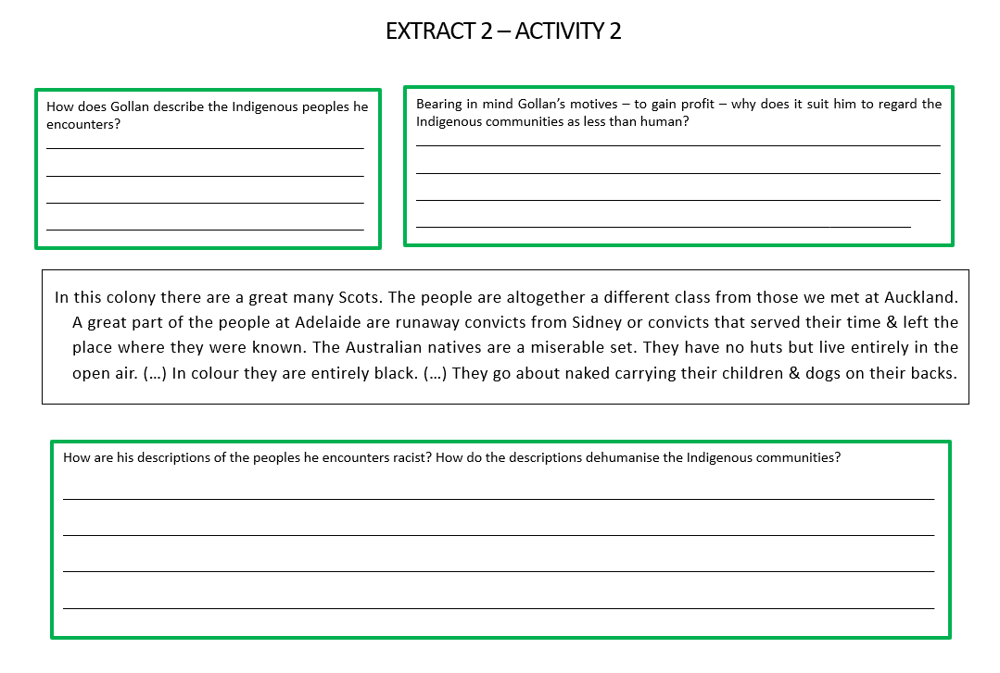 EXTRACT 2 – ACTIVITY 2
How does Gollan describe the Indigenous peoples he
encounters?
Bearing in mind Gollan’s motives – to gain profit – why does it suit him to regard the
Indigenous communities as less than human?
In this colony there are a great many Scots. The people are altogether a different class from those we met at Auckland.
A great part of the people at Adelaide are runaway convicts from Sidney or convicts that served their time & left the
place where they were known. The Australian natives are a miserable set. They have no huts but live entirely in the
open air. (…) In colour they are entirely black. (…) They go about naked carrying their children & dogs on their backs.
How are his descriptions of the peoples he encounters racist? How do the descriptions dehumanise the Indigenous communities?